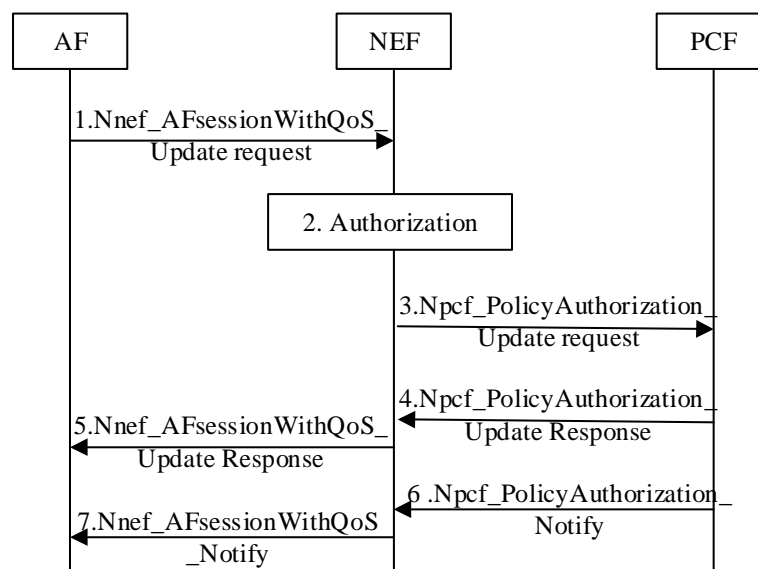 AF
NEF
PCF
1.Nnef_AFsessionWithQoS_
Update request
2. Authorization
3.Npcf_PolicyAuthorization_
Update request
4.Npcf_PolicyAuthorization_
Update Response
5.Nnef_AFsessionWithQoS_
Update Response
6 .Npcf_PolicyAuthorization_
Notify
7.Nnef_AFsessionWithQoS
_Notify